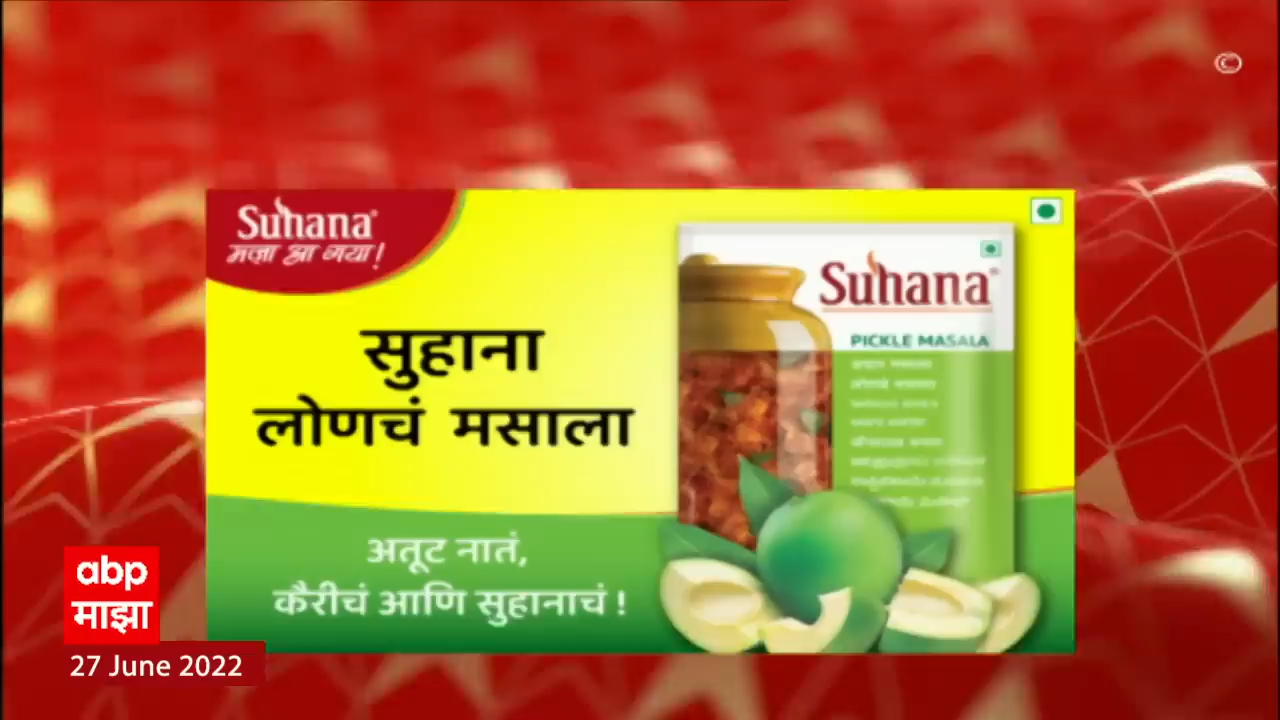 ©
Suhana®
मज़ा आ गया!
सुहाना
लोणचं मसाला
अतूट नातं,
कैरीचं आणि सुहानाचं !
Suhana®
PICKLE MASALA
abp
माझा
27 June 2022